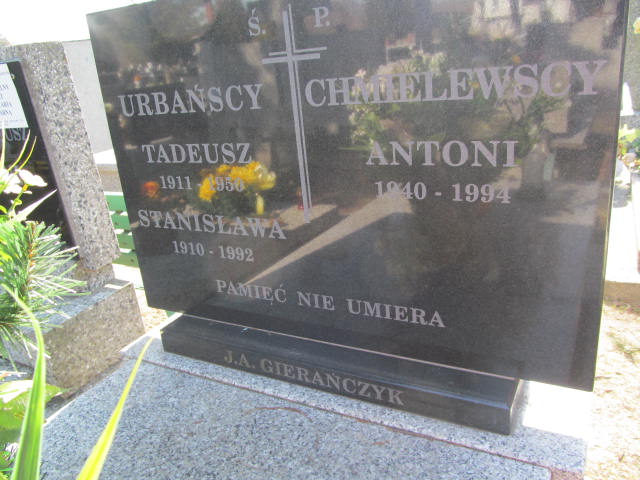 Ś. P.
URBAŃSCY
TADEUSZ
1911 - 1956
STANISŁAWA
1910 - 1992
CHMIELEWSCY
ANTONI
1940 - 1994
PAMIĘĆ NIE UMIERA
J.A. GIERAŃCZYK